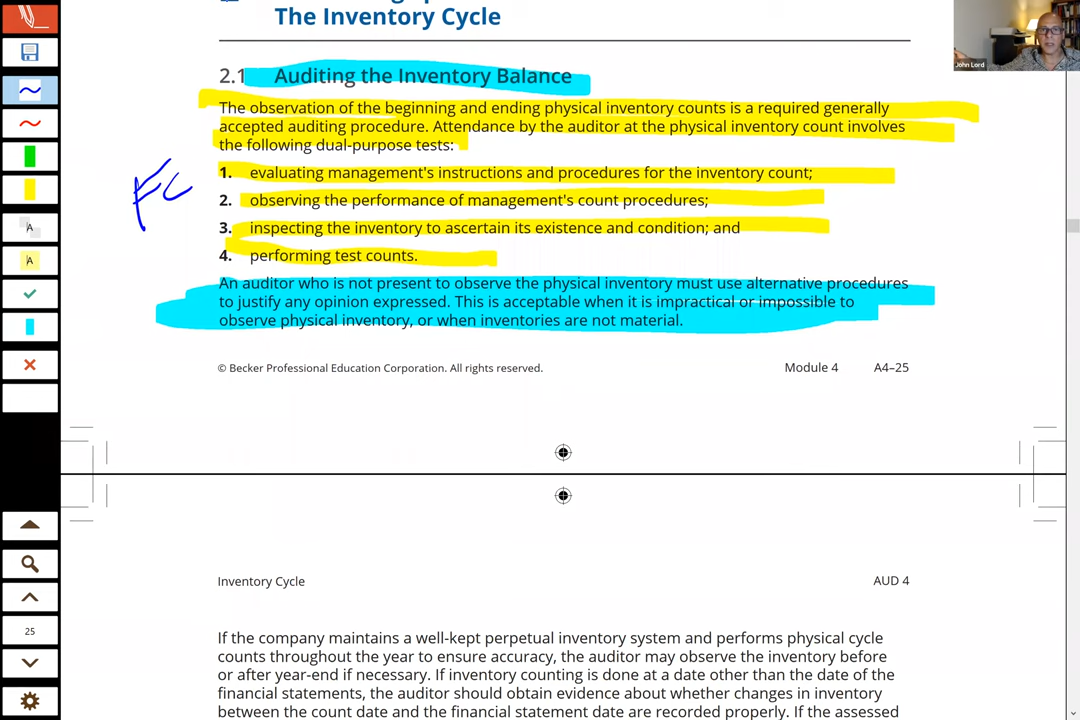 The Inventory Cycle
John Lord
2.1 Auditing the Inventory Balance
The observation of the beginning and ending physical inventory counts is a required generally
accepted auditing procedure. Attendance by the auditor at the physical inventory count involves
the following dual-purpose tests:
1. evaluating management's instructions and procedures for the inventory count;
2. observing the performance of management's count procedures;
3. inspecting the inventory to ascertain its existence and condition; and
4. performing test counts.
An auditor who is not present to observe the physical inventory must use alternative procedures
to justify any opinion expressed. This is acceptable when it is impractical or impossible to
observe physical inventory, or when inventories are not material.
© Becker Professional Education Corporation. All rights reserved. Module 4 A4–25
Inventory Cycle AUD 4
If the company maintains a well-kept perpetual inventory system and performs physical cycle
counts throughout the year to ensure accuracy, the auditor may observe the inventory before
or after year-end if necessary. If inventory counting is done at a date other than the date of the
financial statements, the auditor should obtain evidence about whether changes in inventory
between the count date and the financial statement date are recorded properly. If the assessed
A
A
25